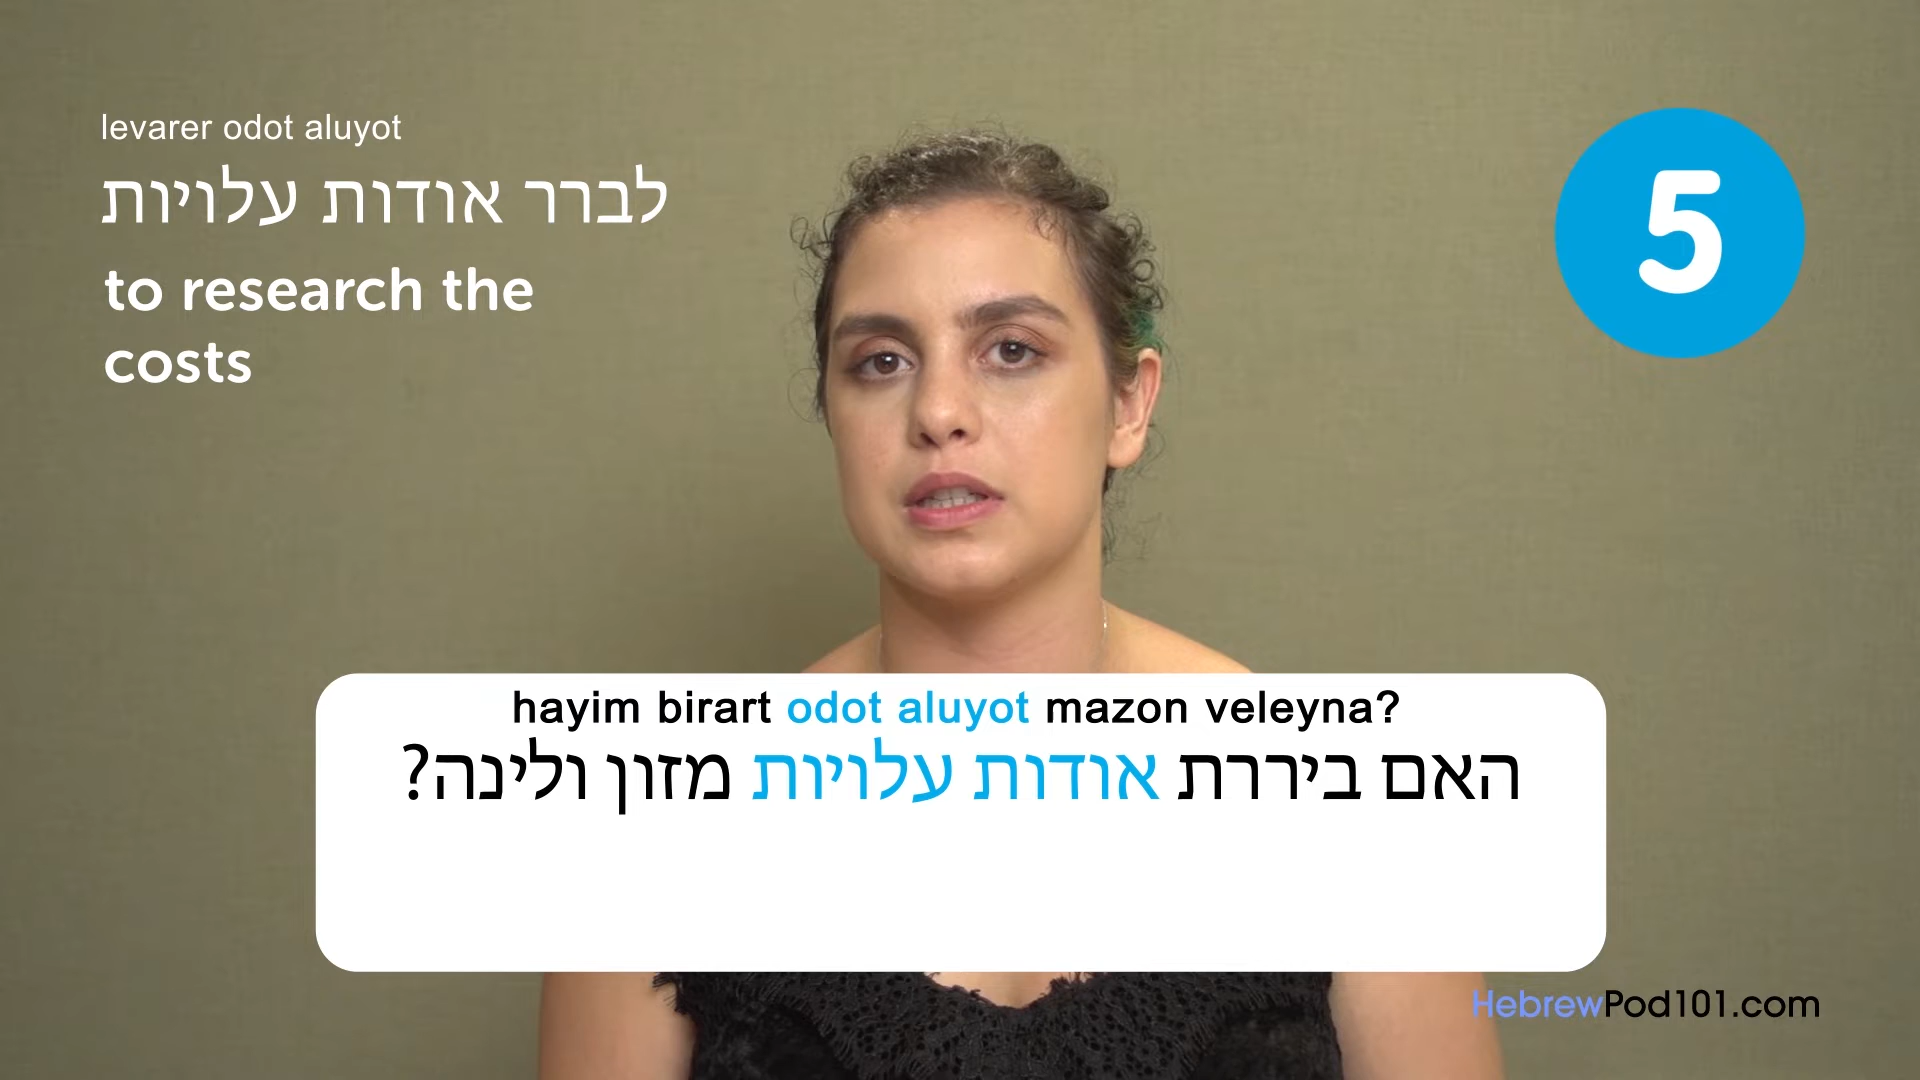 levarer odot aluyot
לברר אודות עלויות
to research the
costs
5
hayim birart odot aluyot mazon veleyna?
האם ביררת אודות עלויות מזון ולינה?
HebrewPod101.com